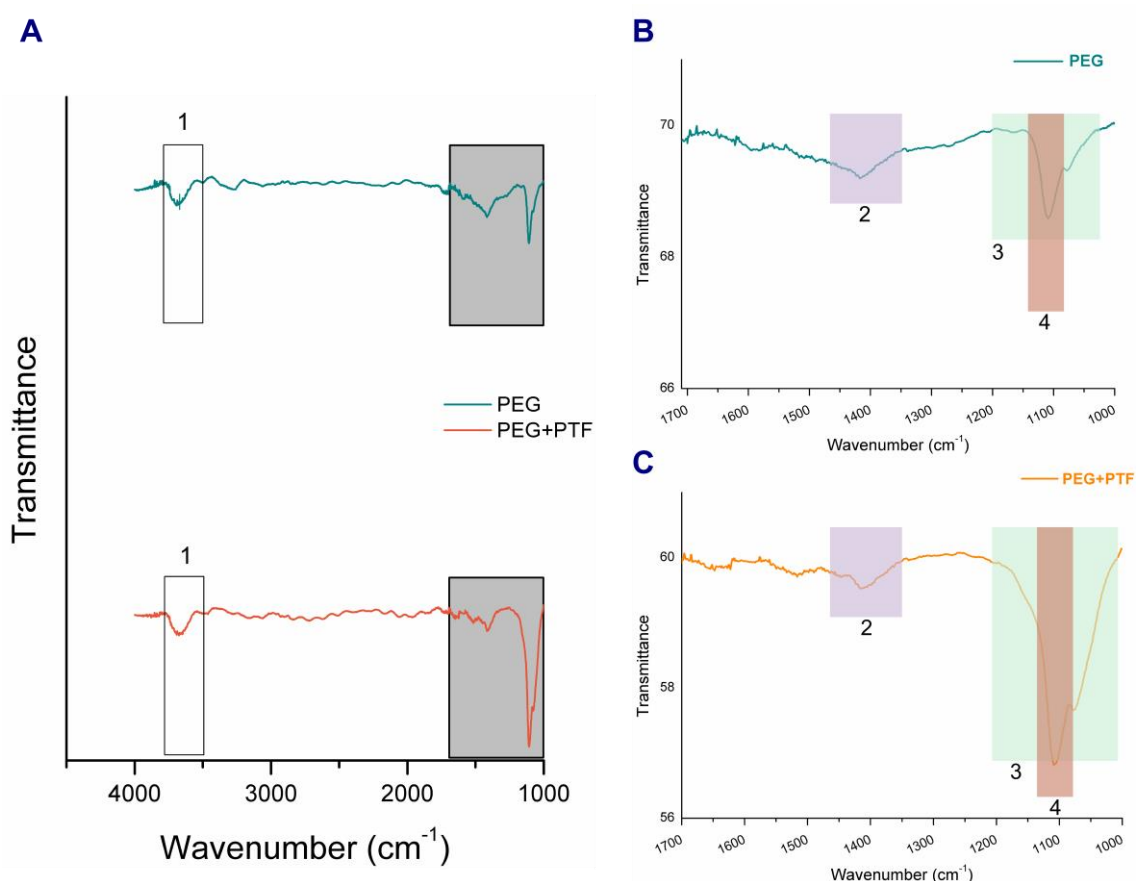 A
1
PEG
PEG+PTF
1
Transmittance
4000 3000 2000 1000
Wavenumber (cm⁻¹)
B
PEG
70
68
66
Transmittance
2
3
4
1700 1600 1500 1400 1300 1200 1100 1000
Wavenumber (cm⁻¹)
C
PEG+PTF
60
58
56
Transmittance
2
3
4
1700 1600 1500 1400 1300 1200 1100 1000
Wavenumber (cm⁻¹)